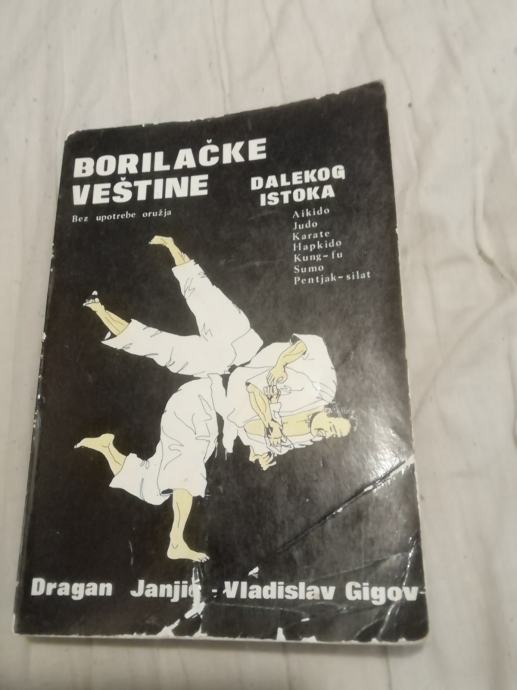 BORILAČKE
VEŠTINE
Bez upotrebe oružja
DALEKOG
ISTOKA
Aikido
Judo
Karate
Hapkido
Kung-fu
Sumo
Pentjak-silat
Dragan Janjić - Vladislav Gigov